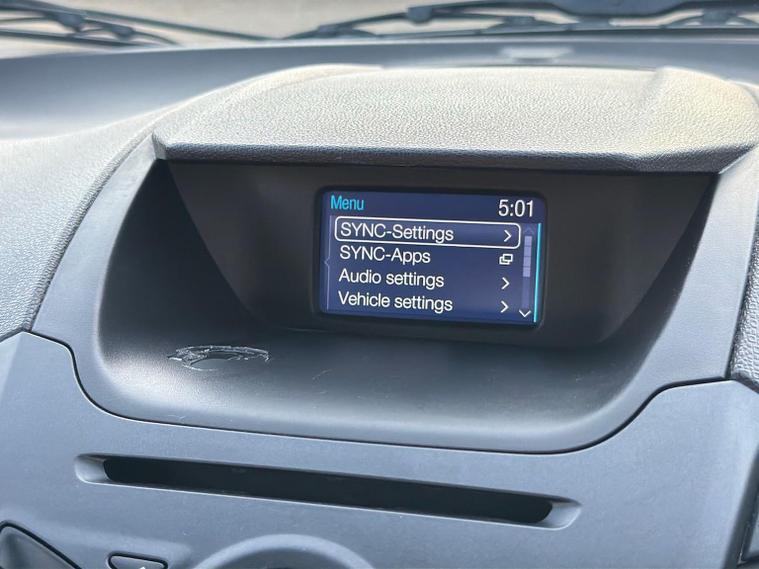 Menu 5:01
SYNC-Settings
SYNC-Apps
Audio settings
Vehicle settings